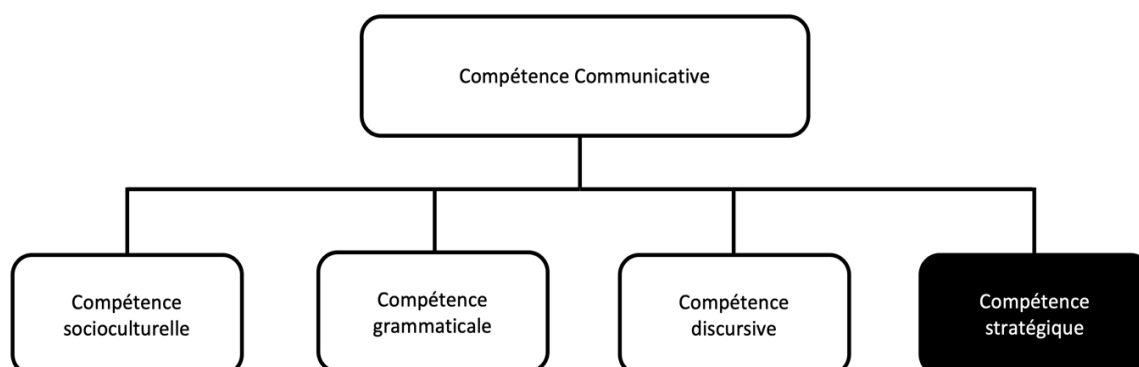 Compétence Communicative
Compétence
socioculturelle
Compétence
grammaticale
Compétence
discursive
Compétence
stratégique